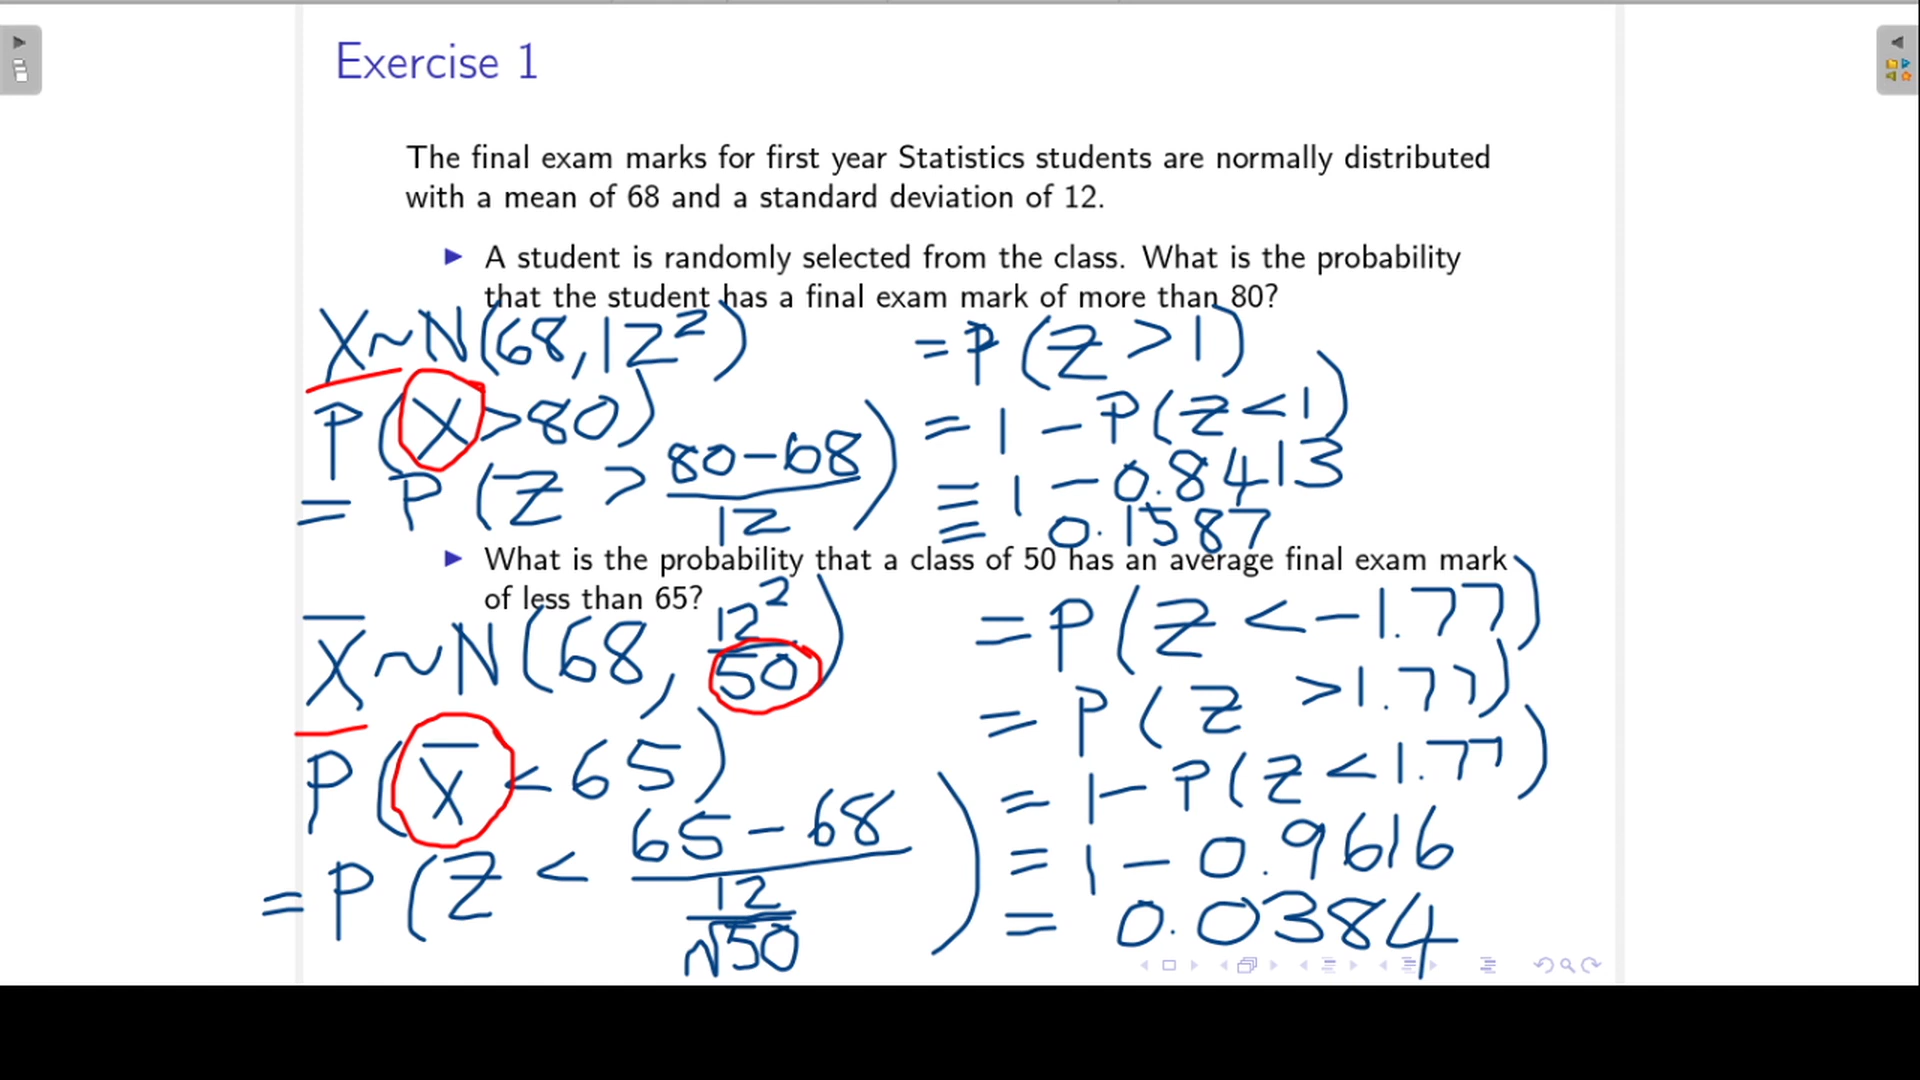 Exercise 1
The final exam marks for first year Statistics students are normally distributed
with a mean of 68 and a standard deviation of 12.
A student is randomly selected from the class. What is the probability
that the student has a final exam mark of more than 80?
X~N(68,12²)
P(X>80)
= P(Z > (80-68)/12)
= P(Z>1)
= 1 - P(Z<1)
= 1 - 0.8413
= 0.1587
What is the probability that a class of 50 has an average final exam mark
of less than 65?
X̄~N(68, 12²/50)
P(X̄<65)
= P(Z < (65-68)/(12/√50))
= P(Z<-1.77)
= P(Z >1.77)
= 1- P(Z<1.77)
= 1 - 0.9616
= 0.0384